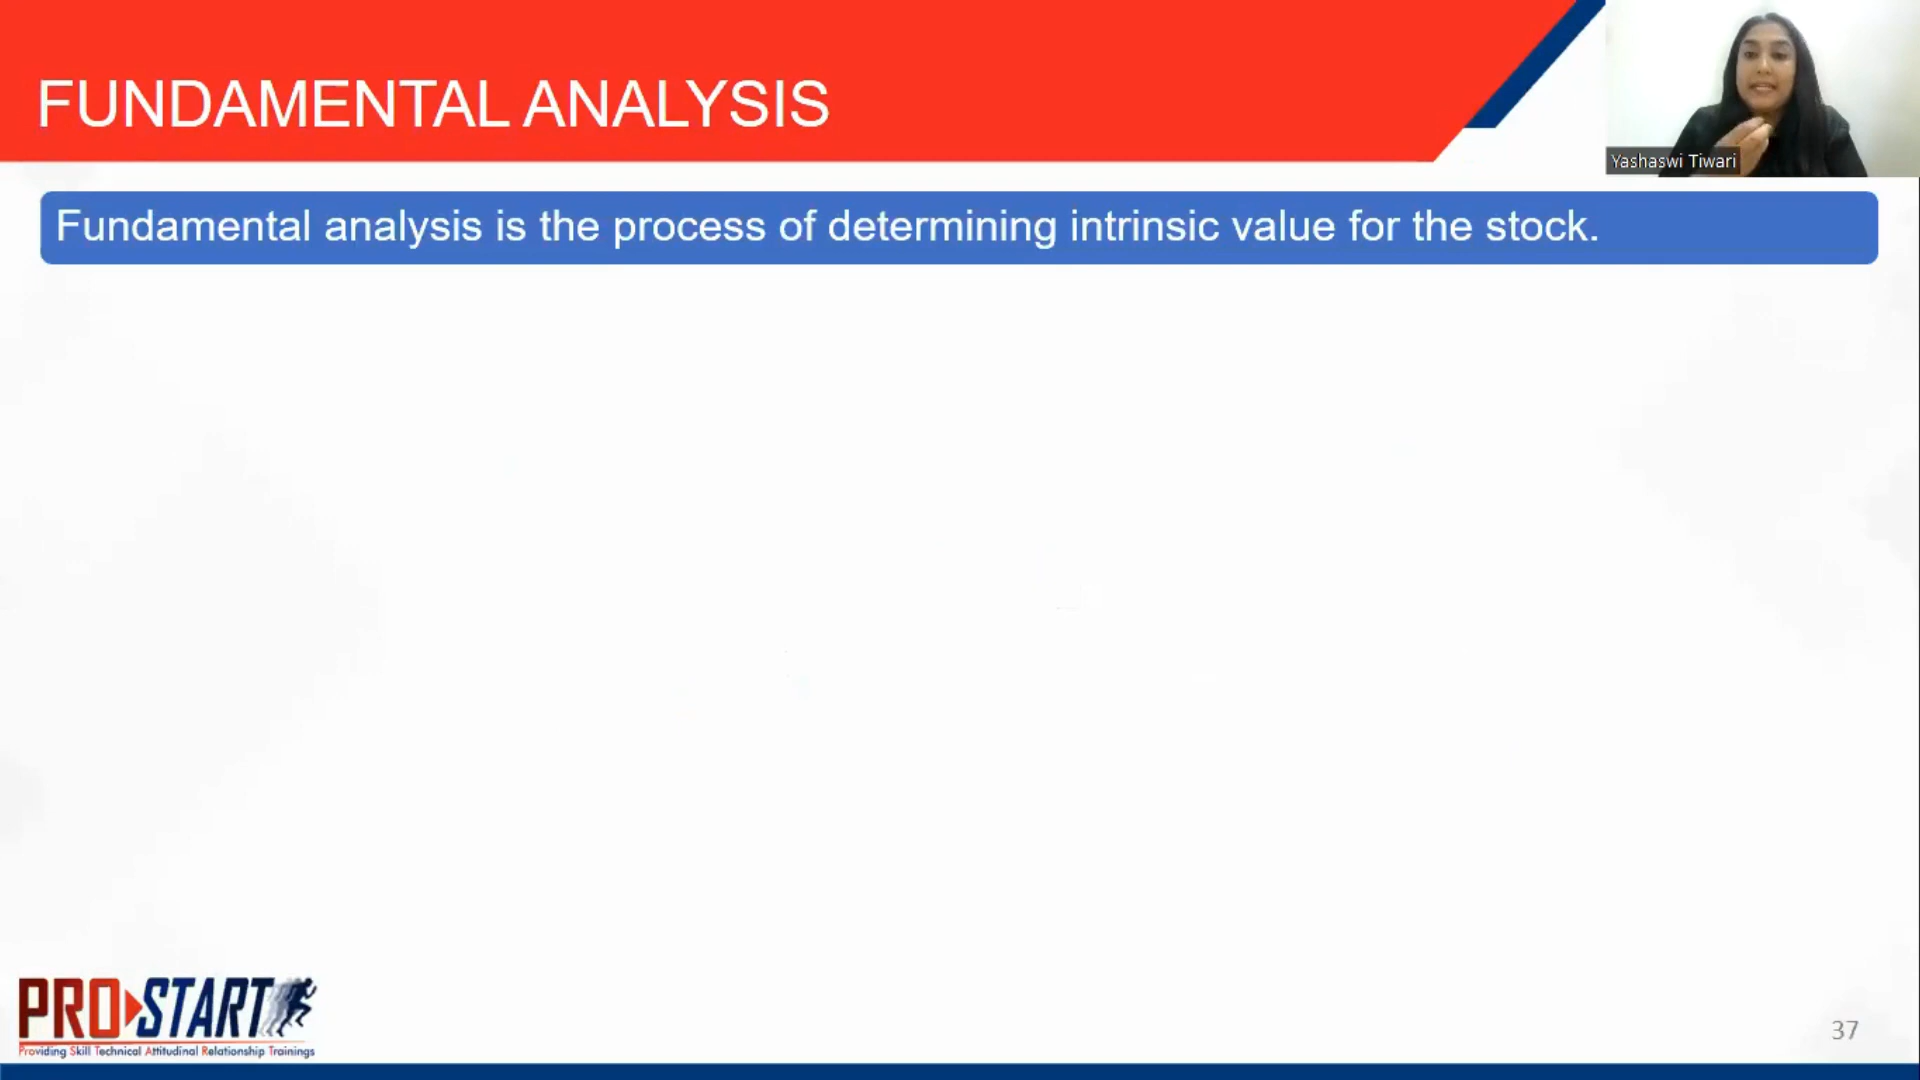 FUNDAMENTAL ANALYSIS
Yashaswi Tiwari
Fundamental analysis is the process of determining intrinsic value for the stock.
PRO START
Providing Skill Technical Attitudinal Relationship Trainings
37